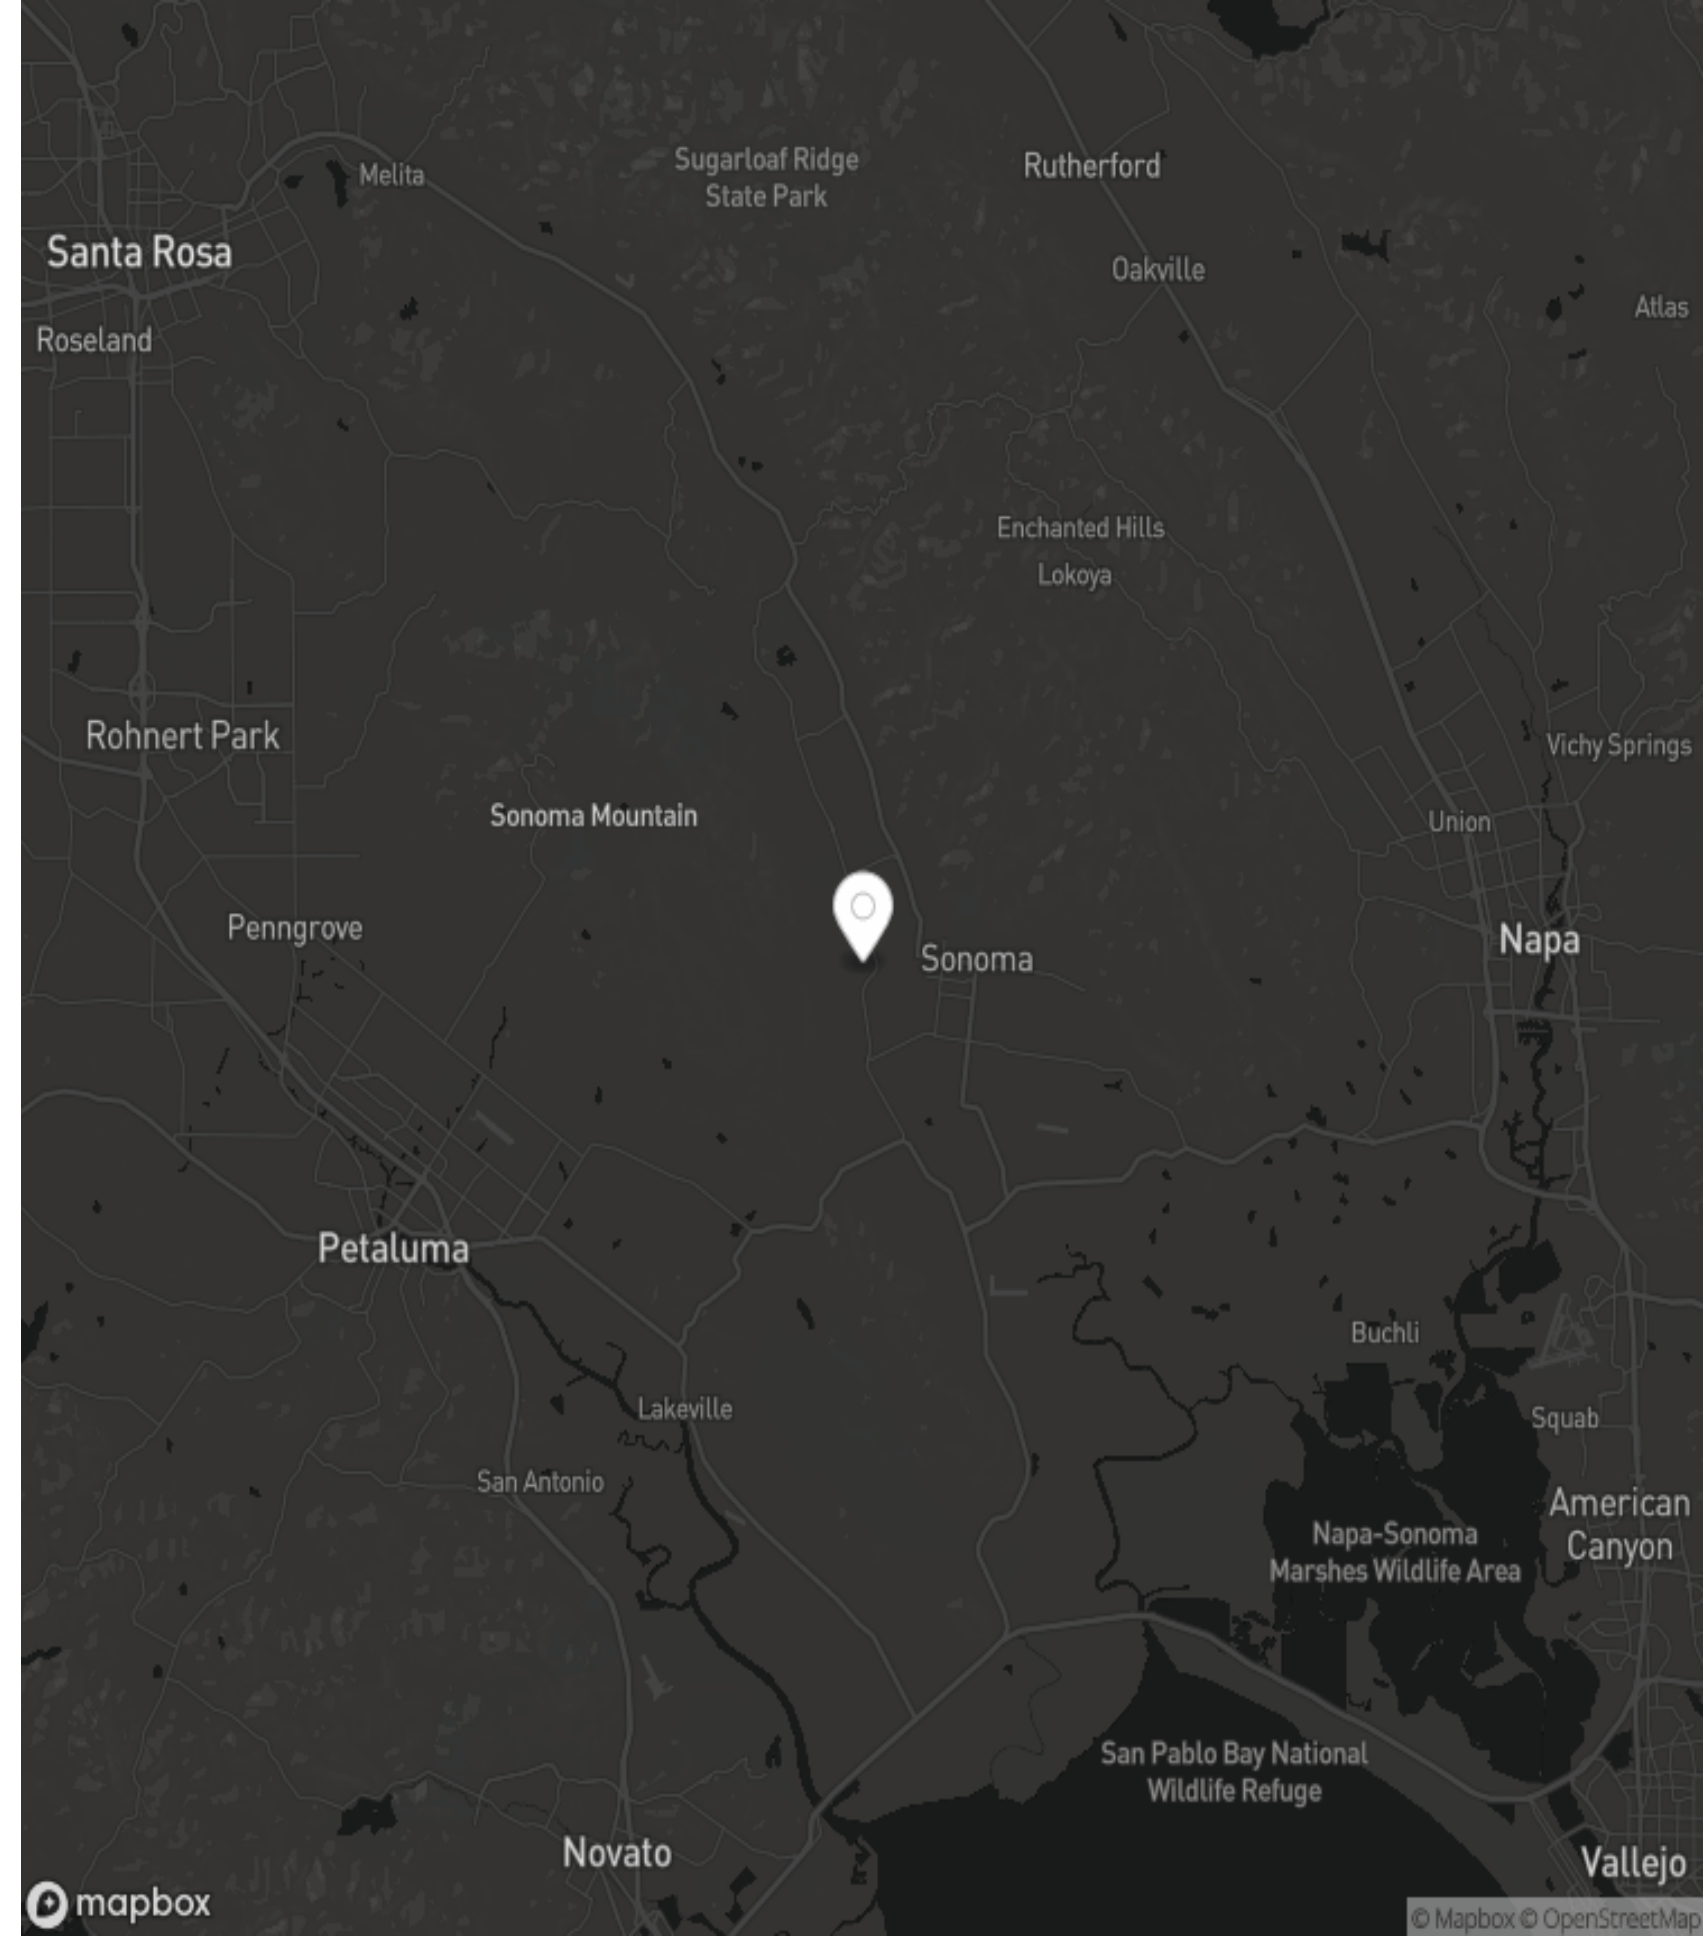 Melita
Sugarloaf Ridge
State Park
Rutherford
Santa Rosa
Oakville
Atlas
Roseland
Enchanted Hills
Lokoya
Rohnert Park
Vichy Springs
Sonoma Mountain
Union
Penngrove
Napa
Sonoma
Petaluma
Buchli
Lakeville
Squab
San Antonio
American
Canyon
Napa-Sonoma
Marshes Wildlife Area
San Pablo Bay National
Wildlife Refuge
Novato
Vallejo
mapbox
© Mapbox © OpenStreetMap